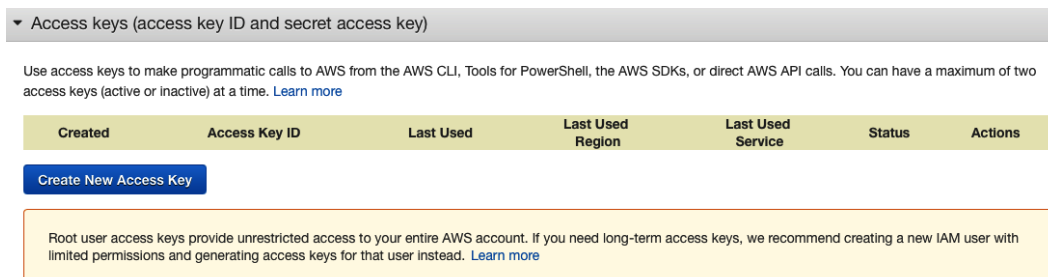 Access keys (access key ID and secret access key)
Use access keys to make programmatic calls to AWS from the AWS CLI, Tools for PowerShell, the AWS SDKs, or direct AWS API calls. You can have a maximum of two
access keys (active or inactive) at a time. Learn more
Created Access Key ID Last Used Last Used Region Last Used Service Status Actions
Create New Access Key
Root user access keys provide unrestricted access to your entire AWS account. If you need long-term access keys, we recommend creating a new IAM user with
limited permissions and generating access keys for that user instead. Learn more